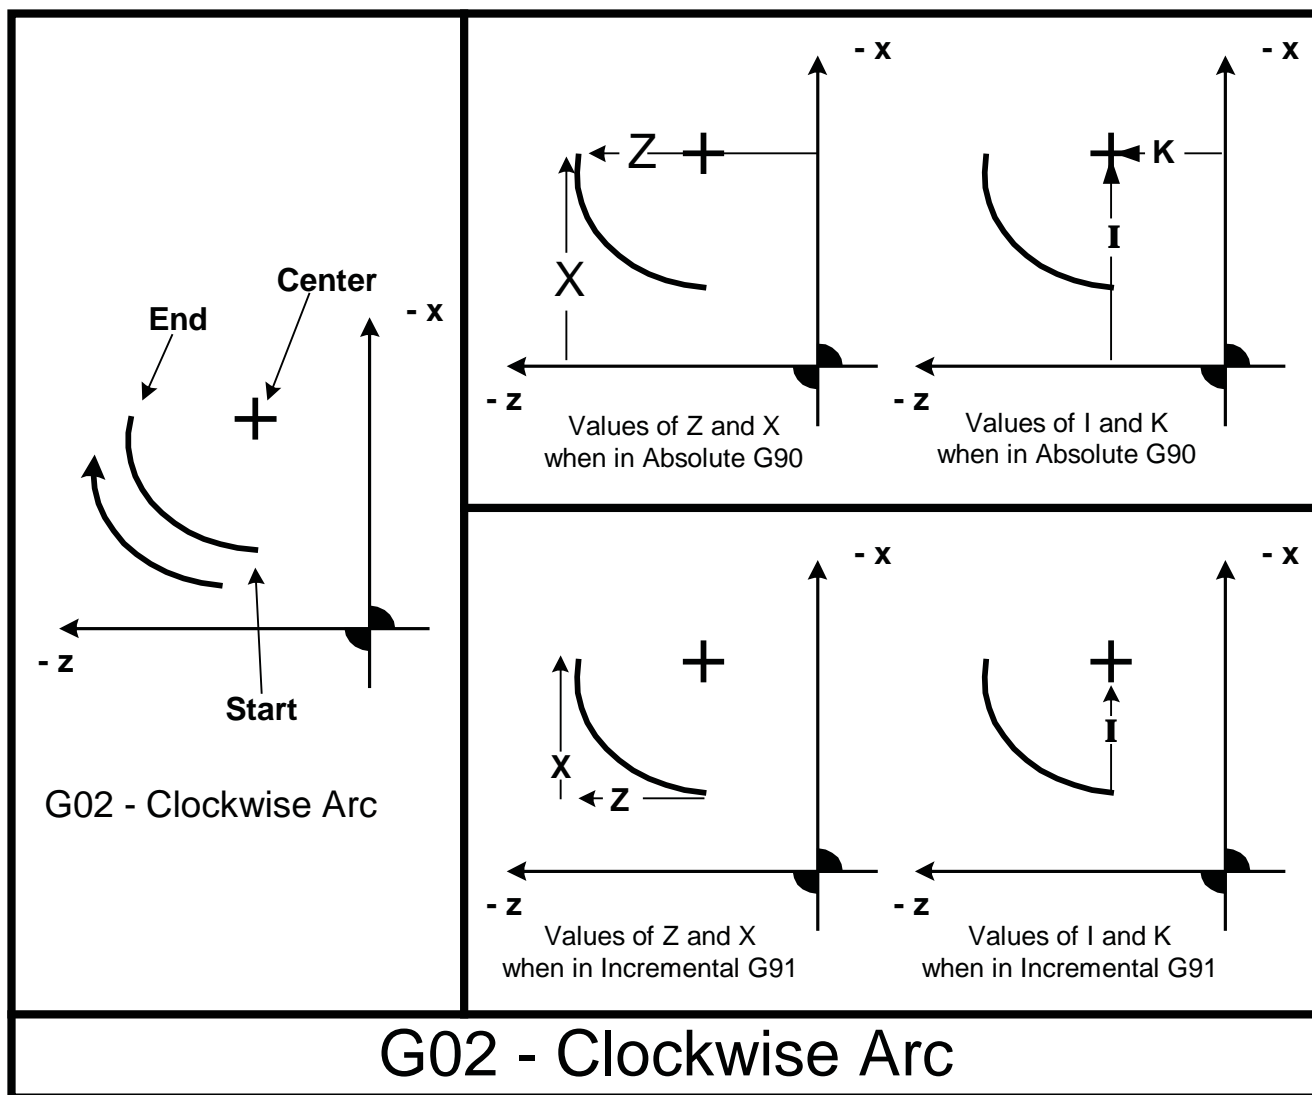 Center
End
- x
- z
Start
G02 - Clockwise Arc
- x
Z
X
- z
Values of Z and X
when in Absolute G90
- x
K
I
- z
Values of I and K
when in Absolute G90
- x
X
Z
- z
Values of Z and X
when in Incremental G91
- x
I
- z
Values of I and K
when in Incremental G91
G02 - Clockwise Arc